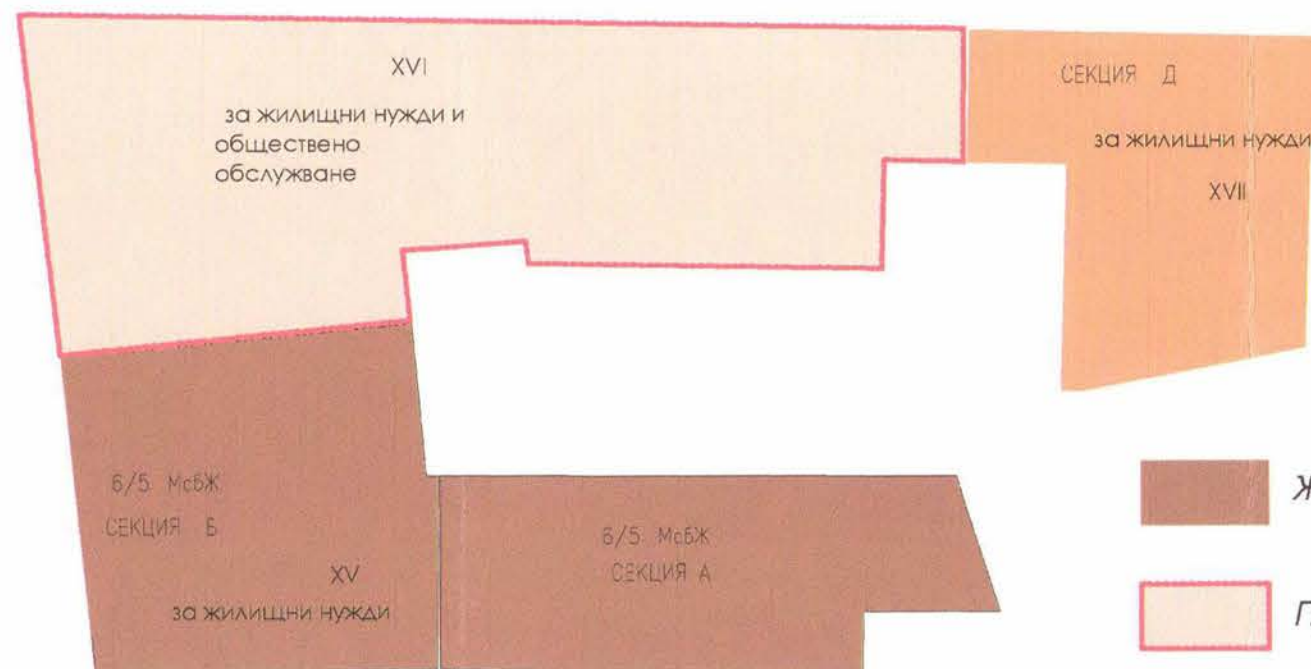 XVI
за жилищни нужди и
обществено
обслужване
СЕКЦИЯ Д
за жилищни нужди
XVII
6/5 МсбЖ
СЕКЦИЯ Б
XV
за жилищни нужди
6/5 МсбЖ
СЕКЦИЯ А
Ж